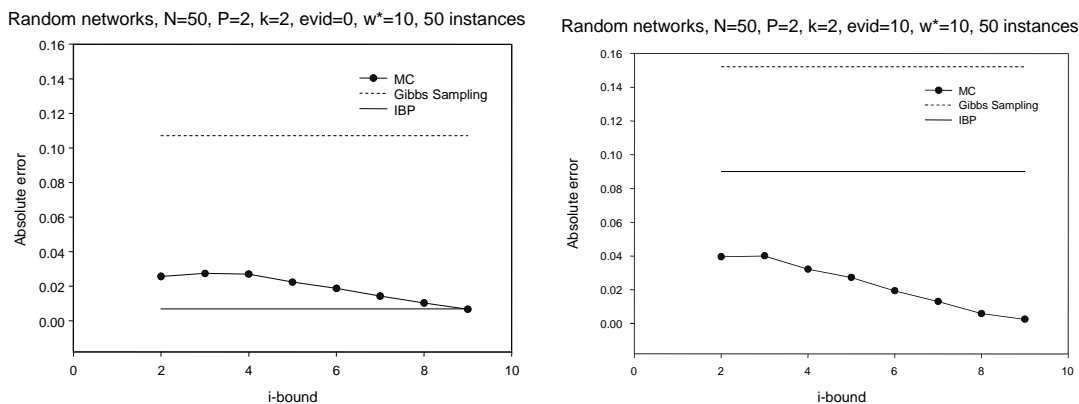 Random networks, N=50, P=2, k=2, evid=0, w*=10, 50 instances
Absolute error
0.16
0.14
0.12
0.10
0.08
0.06
0.04
0.02
0.00
MC
Gibbs Sampling
IBP
0 2 4 6 8 10
i-bound
Random networks, N=50, P=2, k=2, evid=10, w*=10, 50 instances
Absolute error
0.16
0.14
0.12
0.10
0.08
0.06
0.04
0.02
0.00
MC
Gibbs Sampling
IBP
0 2 4 6 8 10
i-bound